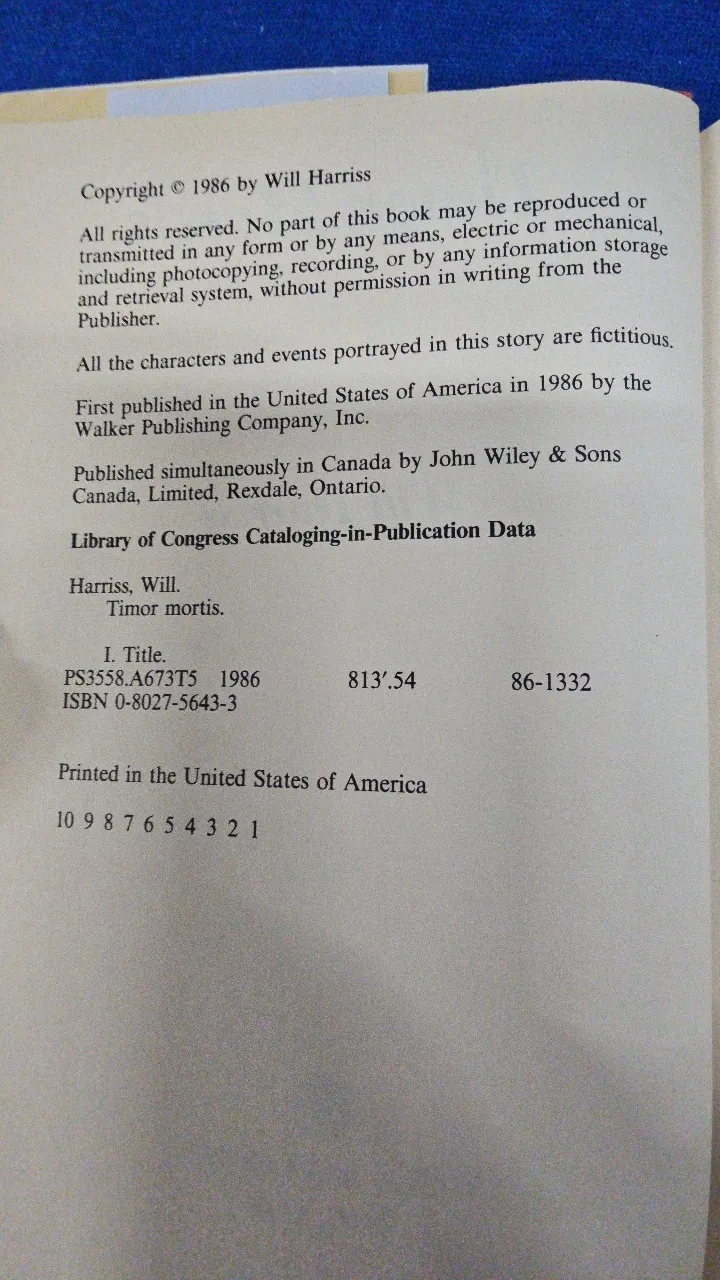 Copyright © 1986 by Will Harriss
All rights reserved. No part of this book may be reproduced or
transmitted in any form or by any means, electric or mechanical,
including photocopying, recording, or by any information storage
and retrieval system, without permission in writing from the
Publisher.
All the characters and events portrayed in this story are fictitious.
First published in the United States of America in 1986 by the
Walker Publishing Company, Inc.
Published simultaneously in Canada by John Wiley & Sons
Canada, Limited, Rexdale, Ontario.
Library of Congress Cataloging-in-Publication Data
Harriss, Will.
Timor mortis.
I. Title.
PS3558.A673T5 1986 813′.54 86-1332
ISBN 0-8027-5643-3
Printed in the United States of America
10 9 8 7 6 5 4 3 2 1